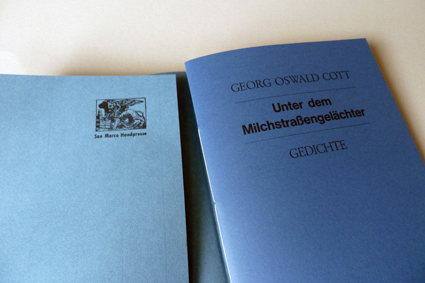 San Marco Handpresse
GEORG OSWALD COTT
Unter dem
Milchstraßengelächter
GEDICHTE